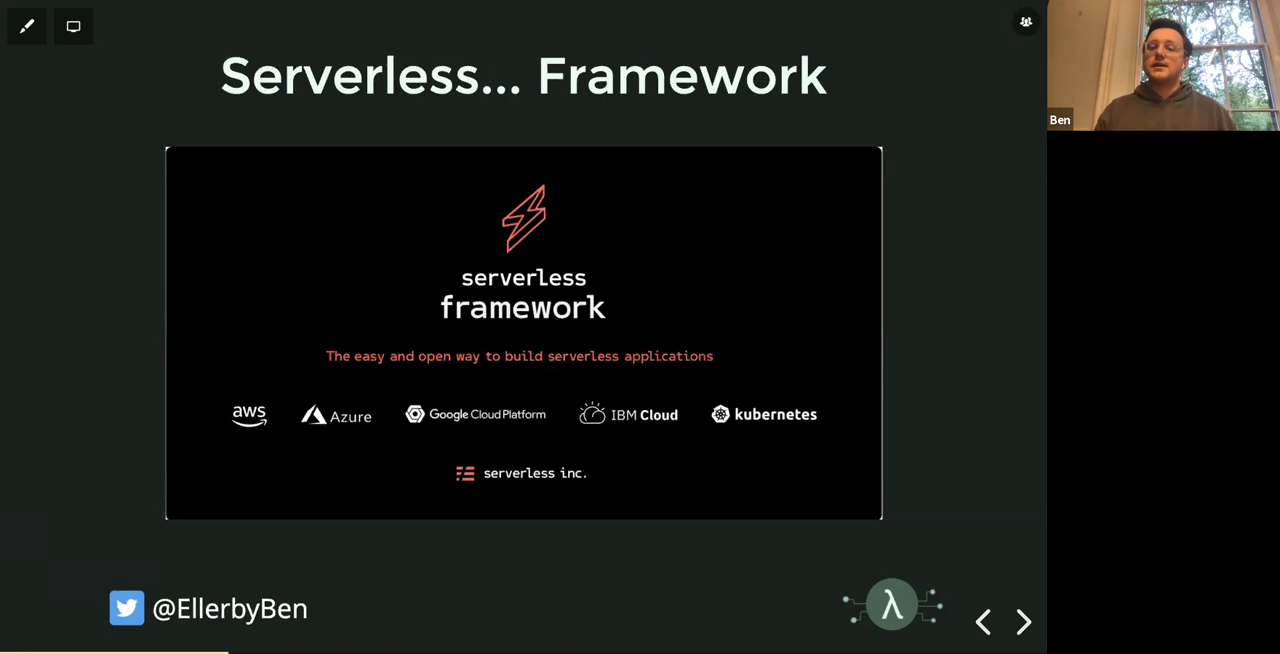 Serverless... Framework
Ben
serverless
framework
The easy and open way to build serverless applications
aws
Azure
Google Cloud Platform
IBM Cloud
kubernetes
serverless inc.
@EllerbyBen
λ